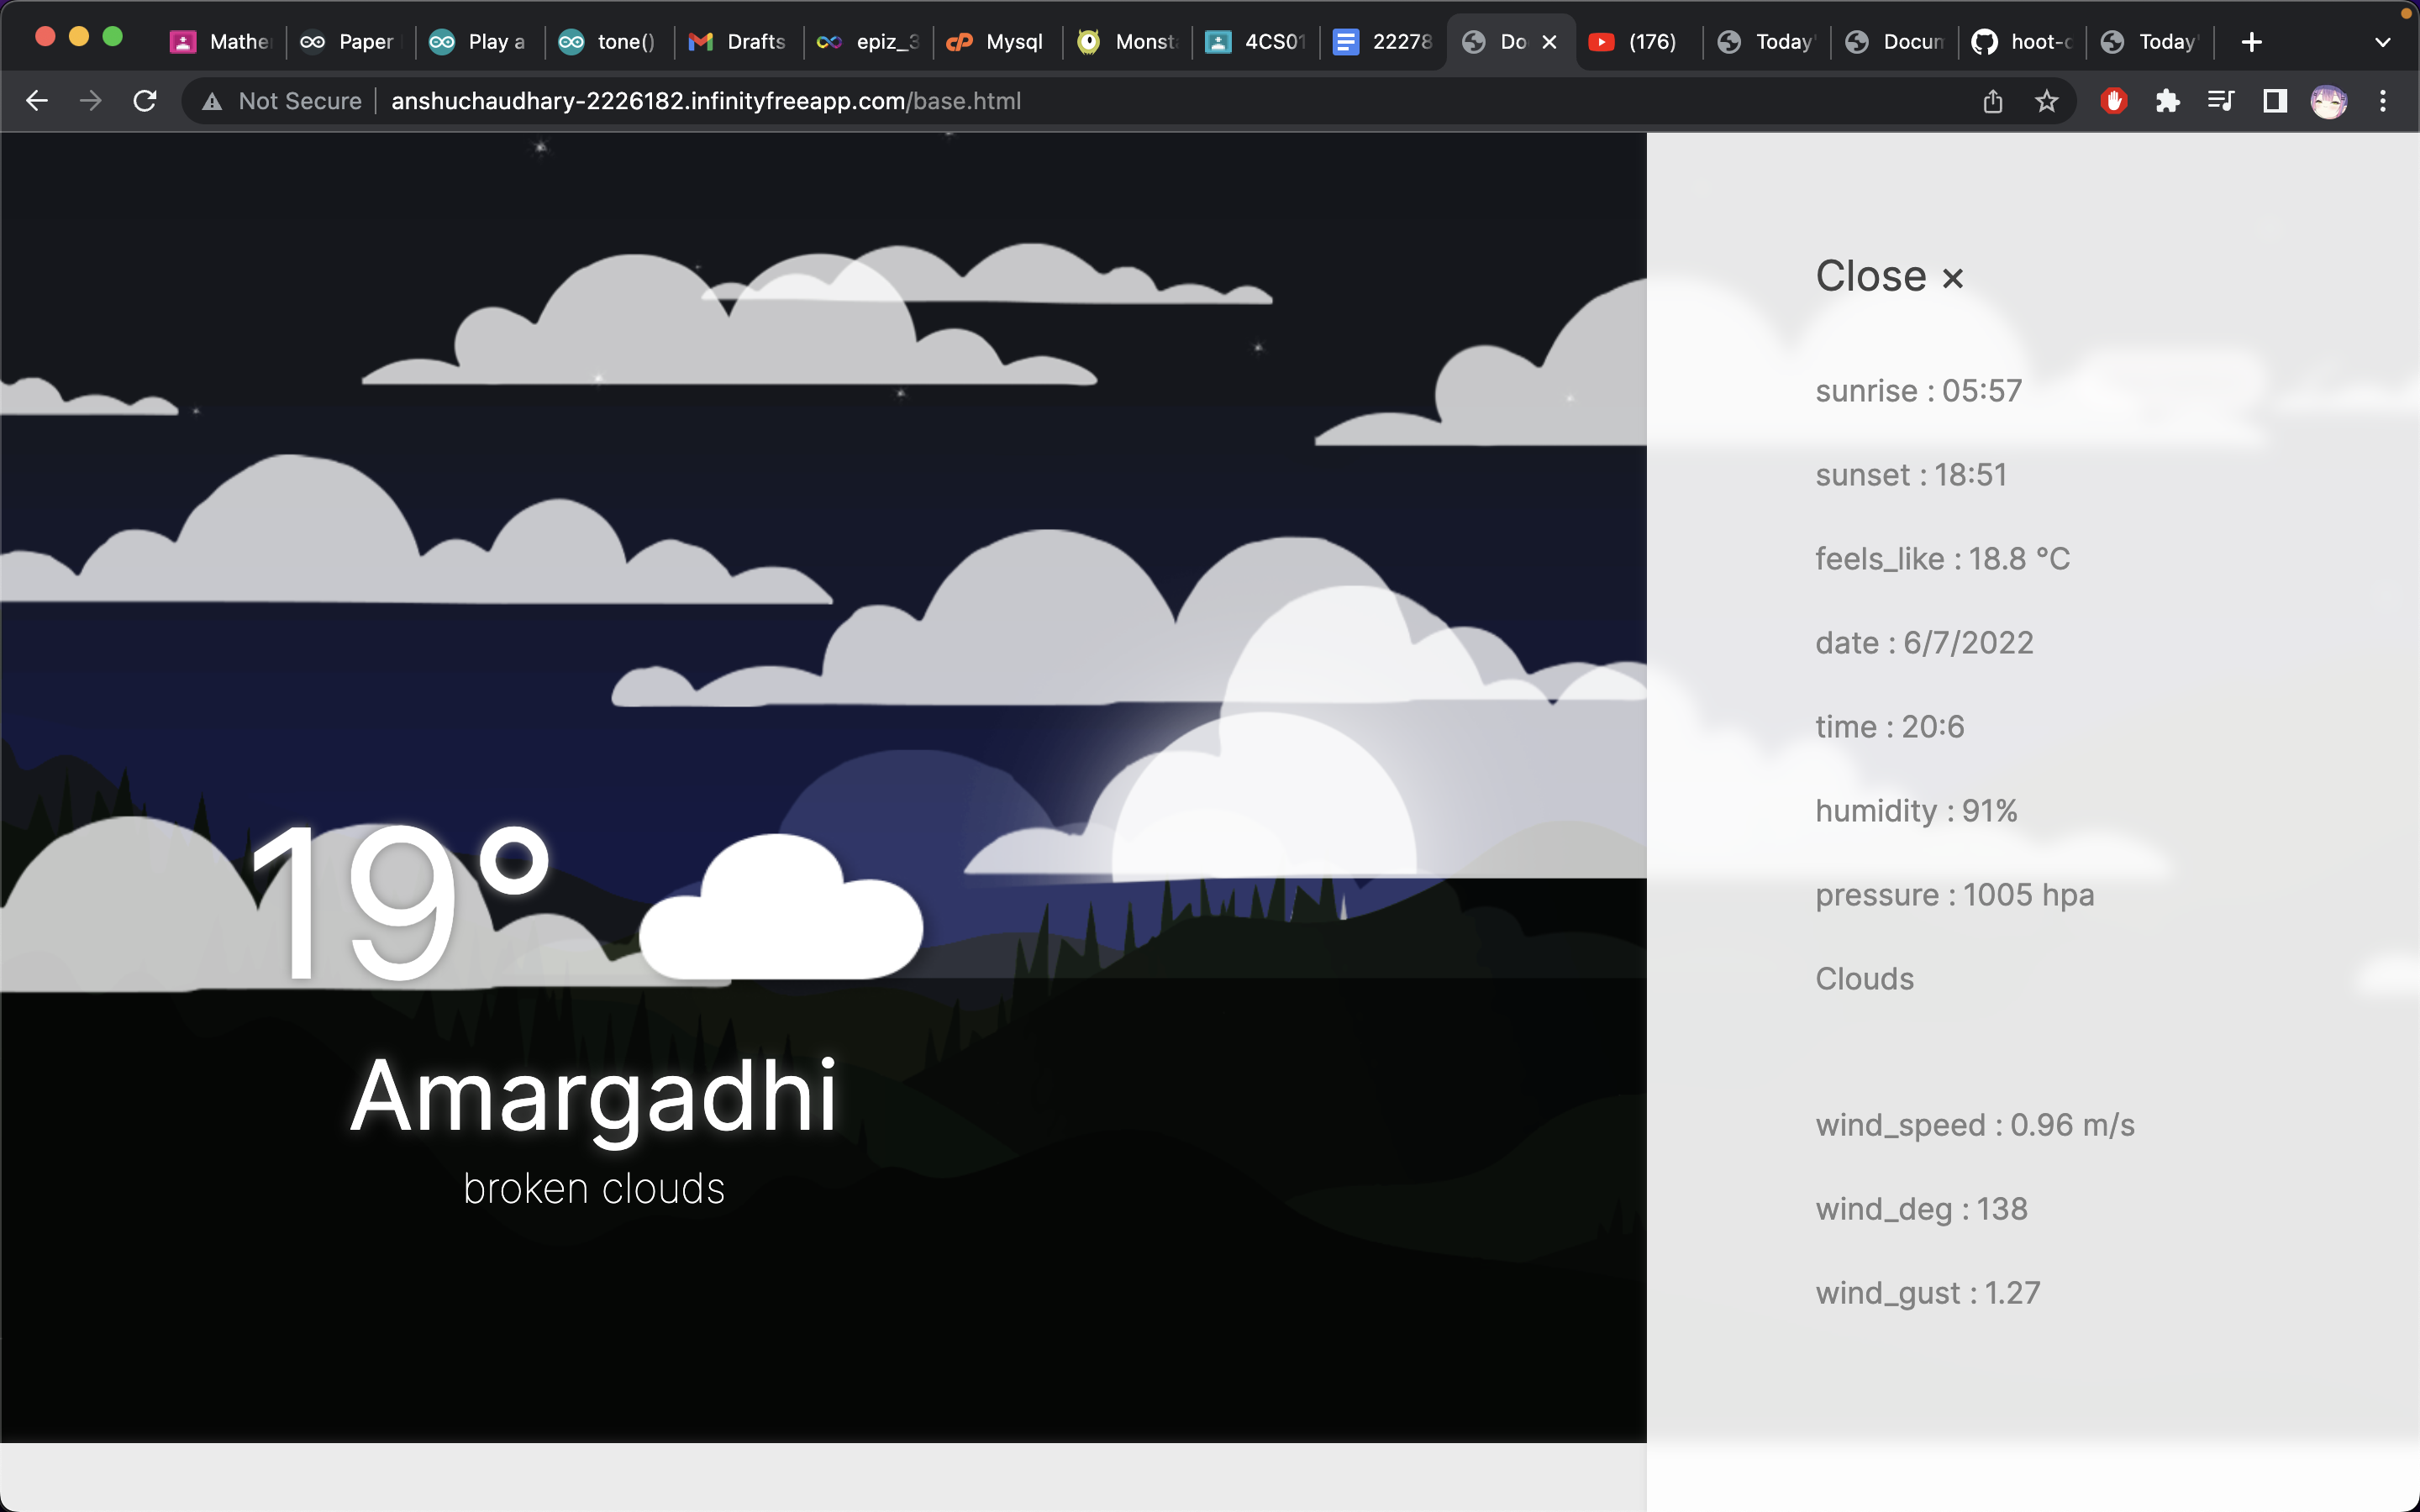 Mathe
Paper
Play a
tone()
Drafts
epiz_3
Mysql
Monst
4CS01
22278
Do
(176)
Today'
Docum
hoot-c
Today'
Not Secure
anshuchaudhary-2226182.infinityfreeapp.com/base.html
Close ×
sunrise : 05:57
sunset : 18:51
feels_like : 18.8 °C
date : 6/7/2022
time : 20:6
humidity : 91%
pressure : 1005 hpa
Clouds
wind_speed : 0.96 m/s
wind_deg : 138
wind_gust : 1.27
19°
Amargadhi
broken clouds